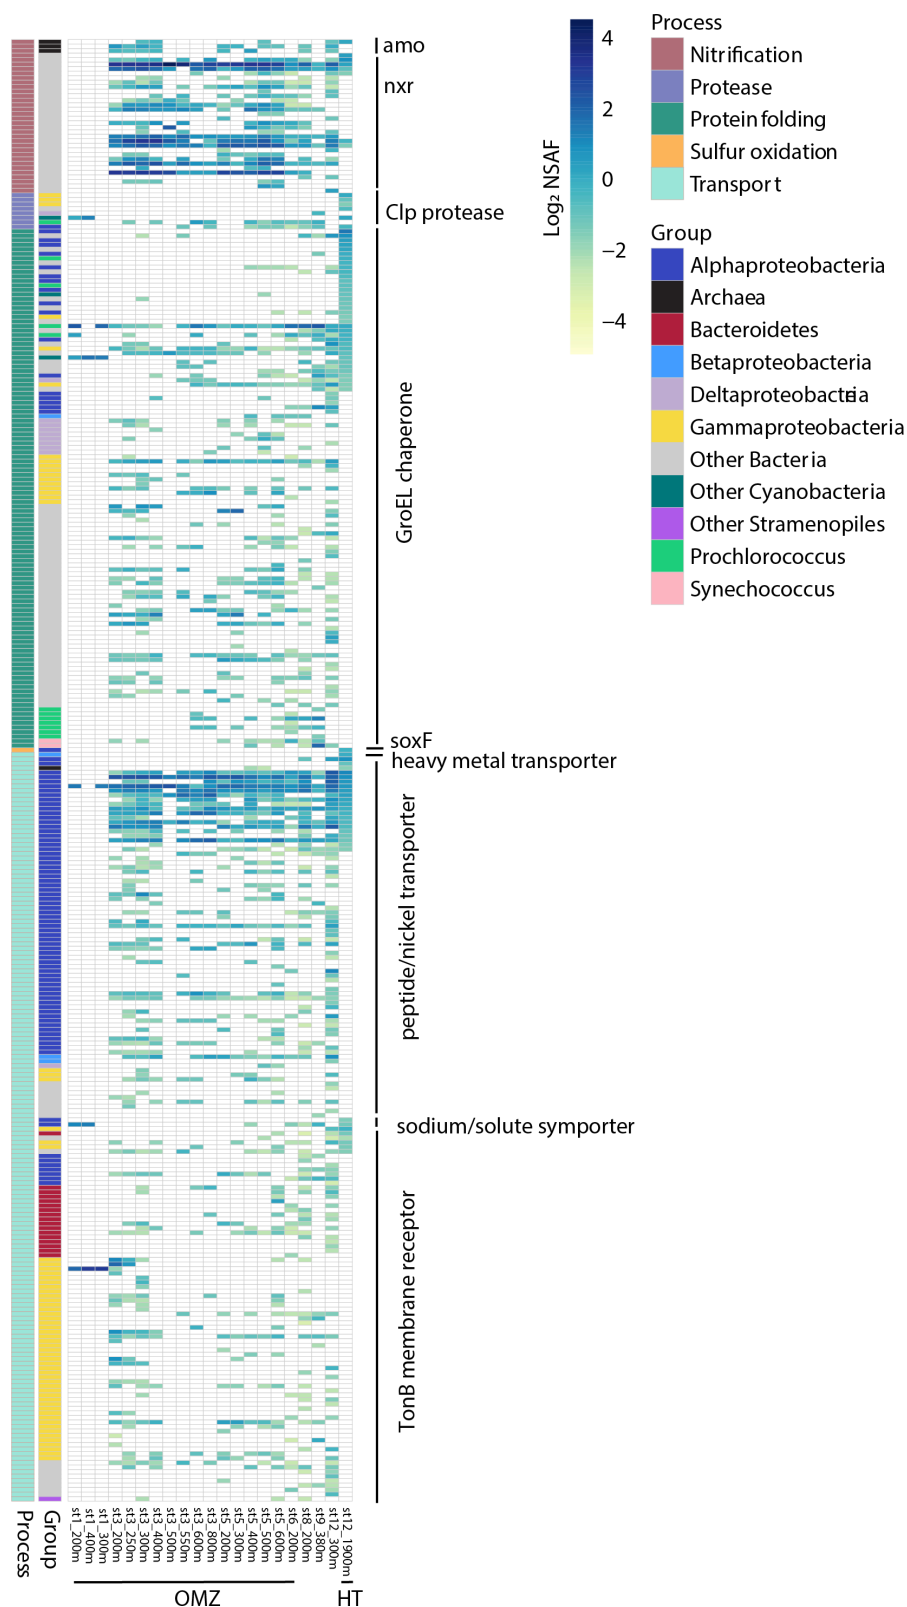 Process
Nitrification
Protease
Protein folding
Sulfur oxidation
Transport
Group
Alphaproteobacteria
Archaea
Bacteroidetes
Betaproteobacteria
Deltaproteobacteria
Gammaproteobacteria
Other Bacteria
Other Cyanobacteria
Other Stramenopiles
Prochlorococcus
Synechococcus
Log₂ NSAF
4
2
0
−2
−4
amo
nxr
Clp protease
GroEL chaperone
soxF
heavy metal transporter
peptide/nickel transporter
sodium/solute symporter
TonB membrane receptor
Process
Group
st1_200m
st1_400m
st1_300m
st3_200m
st3_250m
st3_300m
st3_400m
st3_500m
st3_550m
st3_800m
st5_200m
st5_300m
st5_400m
st5_500m
st5_600m
st6_200m
st8_200m
st9_380m
st12_300m
st12_1900m
OMZ
HT